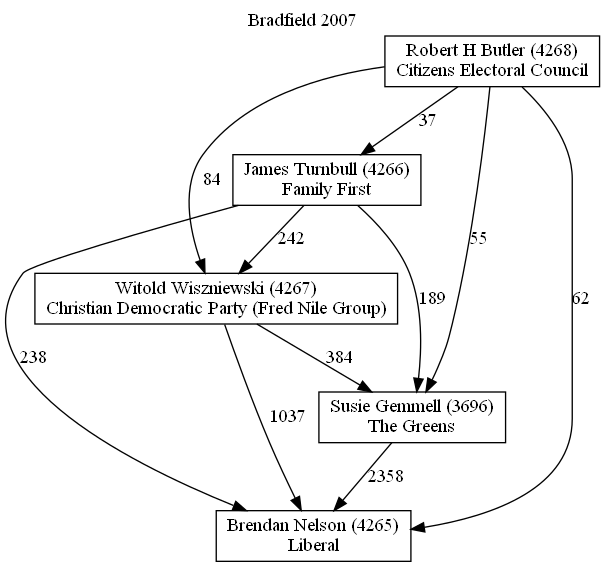 Bradfield 2007
Robert H Butler (4268)
Citizens Electoral Council
37
James Turnbull (4266)
Family First
84
242
55
Witold Wiszniewski (4267)
Christian Democratic Party (Fred Nile Group)
189
62
238
384
Susie Gemmell (3696)
The Greens
1037
2358
Brendan Nelson (4265)
Liberal